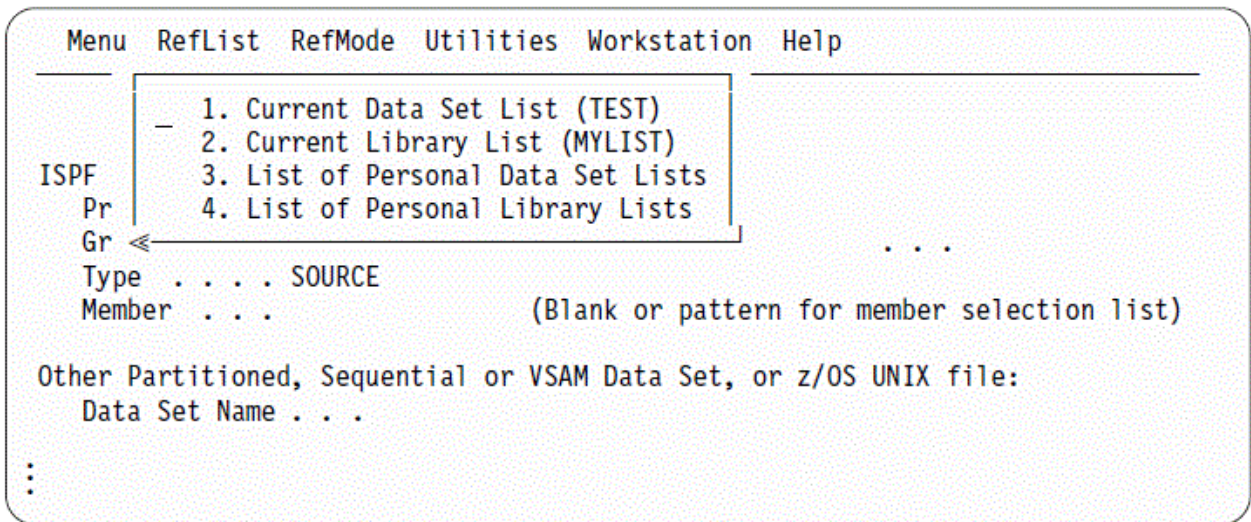 Menu RefList RefMode Utilities Workstation Help
_ 1. Current Data Set List (TEST)
2. Current Library List (MYLIST)
ISPF 3. List of Personal Data Set Lists
Pr 4. List of Personal Library Lists
Gr . . .
Type . . . . SOURCE
Member . . . (Blank or pattern for member selection list)
Other Partitioned, Sequential or VSAM Data Set, or z/OS UNIX file:
Data Set Name . . .
⋮